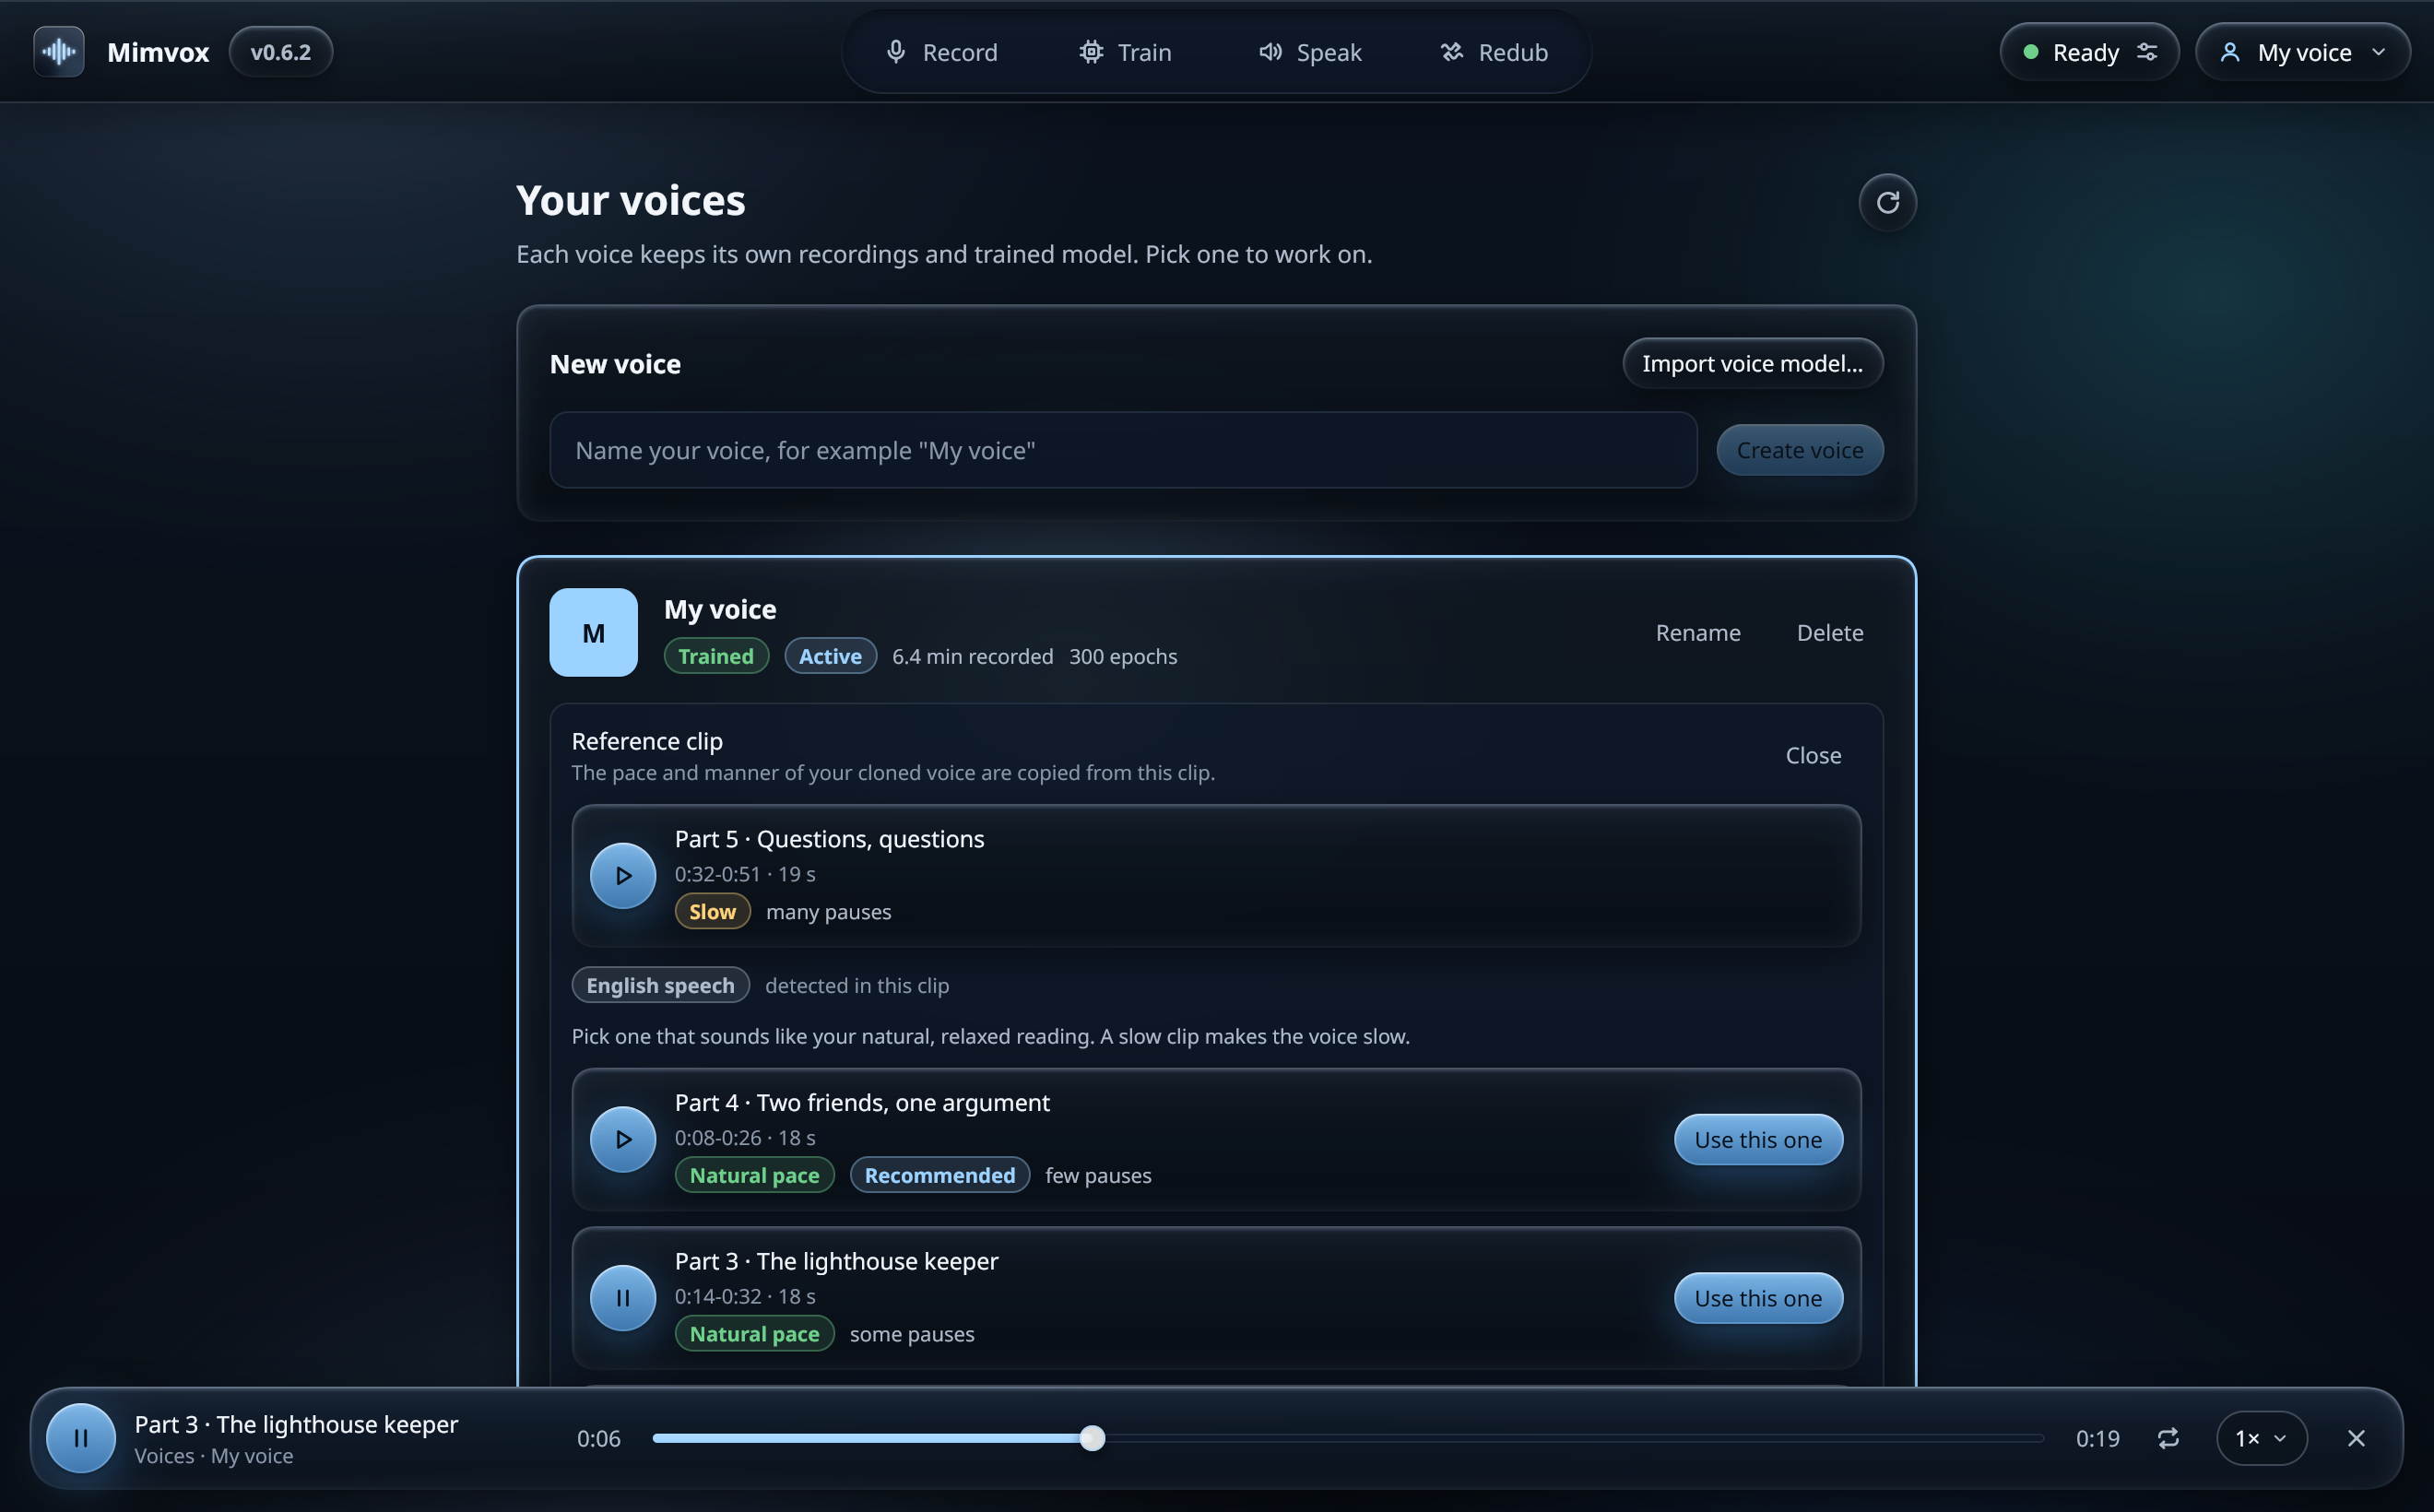 Mimvox
v0.6.2
Record
Train
Speak
Redub
Ready
My voice
Your voices
Each voice keeps its own recordings and trained model. Pick one to work on.
New voice
Import voice model...
Name your voice, for example "My voice"
Create voice
M
My voice
Trained
Active
6.4 min recorded
300 epochs
Rename
Delete
Reference clip
The pace and manner of your cloned voice are copied from this clip.
Close
Part 5 · Questions, questions
0:32-0:51 · 19 s
Slow
many pauses
English speech
detected in this clip
Pick one that sounds like your natural, relaxed reading. A slow clip makes the voice slow.
Part 4 · Two friends, one argument
0:08-0:26 · 18 s
Natural pace
Recommended
few pauses
Use this one
Part 3 · The lighthouse keeper
0:14-0:32 · 18 s
Natural pace
some pauses
Use this one
Part 3 · The lighthouse keeper
Voices · My voice
0:06
0:19
1×